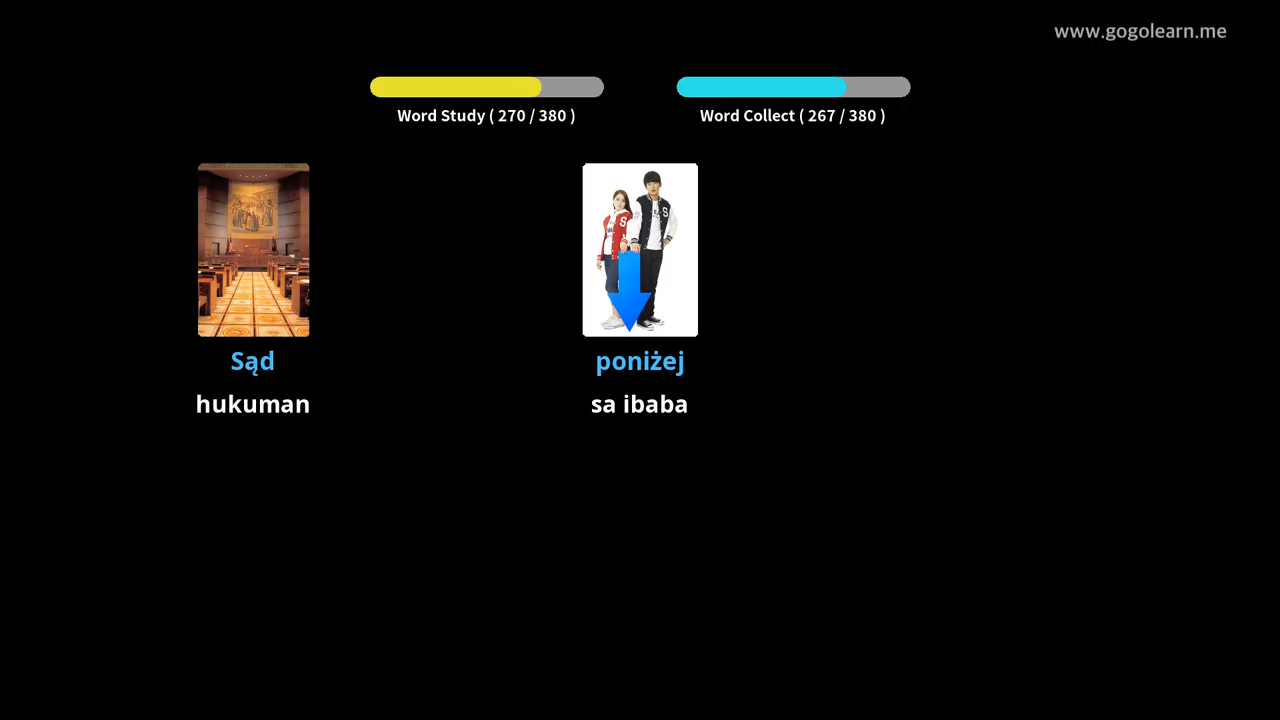 www.gogolearn.me
Word Study ( 270 / 380 )
Word Collect ( 267 / 380 )
S
S
Sąd
poniżej
hukuman
sa ibaba